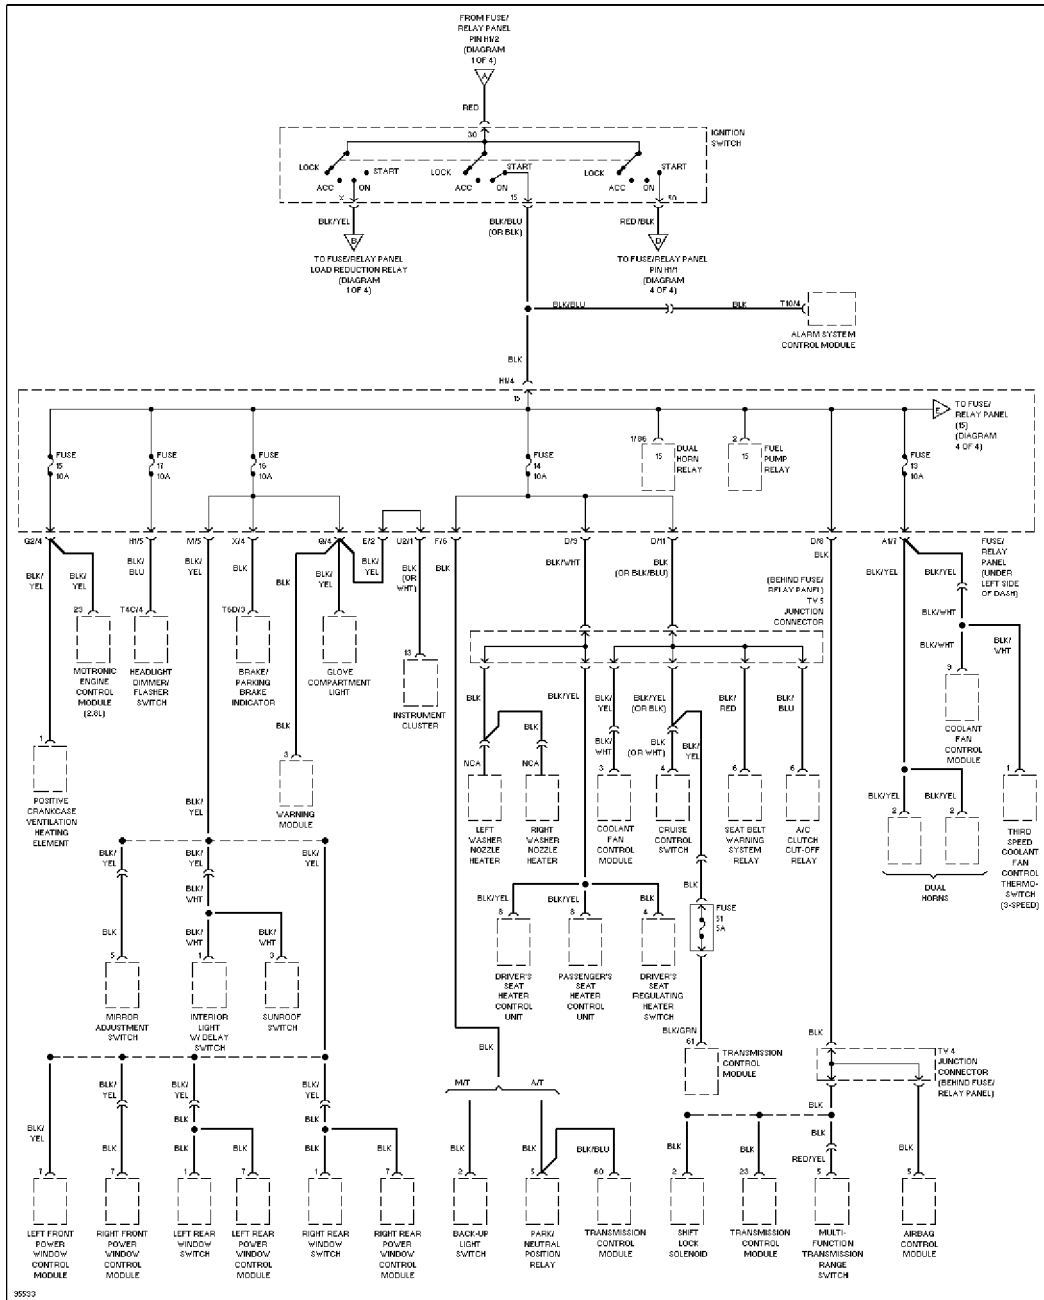 FROM FUSE/
RELAY PANEL
PIN H1/2
(DIAGRAM
1 OF 4)
A
RED
30
IGNITION
SWITCH
LOCK
START
ACC
ON
LOCK
START
ACC
ON
LOCK
START
ACC
ON
X
15
50
BLK/YEL
BLK/BLU
(OR BLK)
RED/BLK
B
D
TO FUSE/RELAY PANEL
LOAD REDUCTION RELAY
(DIAGRAM
1 OF 4)
TO FUSE/RELAY PANEL
PIN H1/1
(DIAGRAM
4 OF 4)
BLK/BLU
BLK
T10/4
ALARM SYSTEM
CONTROL MODULE
BLK
H1/4
15
E
TO FUSE/
RELAY PANEL
(15)
(DIAGRAM
4 OF 4)
FUSE
15
10A
FUSE
17
10A
FUSE
16
10A
FUSE
14
10A
1/86
15
DUAL
HORN
RELAY
2
15
FUEL
PUMP
RELAY
FUSE
13
10A
G2/4
H1/5
M/5
X/4
G/4
E/2
U2/1
F/6
D/9
D/11
D/8
A1/7
FUSE/
RELAY
PANEL
(UNDER
LEFT SIDE
OF DASH)
BLK/
YEL
BLK/
YEL
BLK/
BLU
BLK/
YEL
BLK
BLK
BLK/
YEL
BLK/
YEL
BLK
(OR
WHT)
BLK
BLK/WHT
BLK
(OR BLK/BLU)
BLK
BLK/YEL
BLK/YEL
(BEHIND FUSE/
RELAY PANEL)
TV 5
JUNCTION
CONNECTOR
BLK/WHT
BLK/WHT
BLK/
WHT
23
MOTRONIC
ENGINE
CONTROL
MODULE
(2.8L)
T4C/4
HEADLIGHT
DIMMER/
FLASHER
SWITCH
T6D/3
BRAKE/
PARKING
BRAKE
INDICATOR
GLOVE
COMPARTMENT
LIGHT
13
INSTRUMENT
CLUSTER
9
COOLANT
FAN
CONTROL
MODULE
BLK
BLK
BLK/YEL
BLK/
YEL
BLK/YEL
(OR BLK)
BLK/
RED
BLK/
BLU
BLK/
WHT
BLK
(OR WHT)
BLK/
YEL
1
POSITIVE
CRANKCASE
VENTILATION
HEATING
ELEMENT
BLK
3
WARNING
MODULE
NCA
LEFT
WASHER
NOZZLE
HEATER
NCA
RIGHT
WASHER
NOZZLE
HEATER
3
COOLANT
FAN
CONTROL
MODULE
4
CRUISE
CONTROL
SWITCH
6
SEAT BELT
WARNING
SYSTEM
RELAY
6
A/C
CLUTCH
CUT-OFF
RELAY
BLK/YEL
BLK/YEL
2
2
DUAL
HORNS
1
THIRD
SPEED
COOLANT
FAN
CONTROL
THERMO-
SWITCH
(3-SPEED)
BLK/
YEL
BLK/
YEL
BLK/
YEL
BLK/
YEL
BLK/
WHT
BLK
BLK/
WHT
BLK/
WHT
5
MIRROR
ADJUSTMENT
SWITCH
1
INTERIOR
LIGHT
W/ DELAY
SWITCH
3
SUNROOF
SWITCH
BLK/YEL
BLK/YEL
BLK/
YEL
8
DRIVER'S
SEAT
HEATER
CONTROL
UNIT
8
PASSENGER'S
SEAT
HEATER
CONTROL
UNIT
4
DRIVER'S
SEAT
REGULATING
HEATER
SWITCH
BLK
FUSE
51
5A
BLK/GRN
61
TRANSMISSION
CONTROL
MODULE
BLK
TV 4
JUNCTION
CONNECTOR
(BEHIND FUSE/
RELAY PANEL)
BLK
M/T
A/T
BLK/
YEL
BLK/
YEL
BLK/
YEL
BLK/
YEL
BLK
BLK
BLK
BLK
BLK
BLK
BLK
BLK
BLK/BLU
BLK
BLK
BLK
BLK
RED/YEL
BLK
7
LEFT FRONT
POWER
WINDOW
CONTROL
MODULE
7
RIGHT FRONT
POWER
WINDOW
CONTROL
MODULE
1
LEFT REAR
WINDOW
SWITCH
7
LEFT REAR
POWER
WINDOW
CONTROL
MODULE
1
RIGHT REAR
WINDOW
SWITCH
7
RIGHT REAR
POWER
WINDOW
CONTROL
MODULE
2
BACK-UP
LIGHT
SWITCH
5
PARK/
NEUTRAL
POSITION
RELAY
60
TRANSMISSION
CONTROL
MODULE
2
SHIFT
LOCK
SOLENOID
23
TRANSMISSION
CONTROL
MODULE
5
MULTI-
FUNCTION
TRANSMISSION
RANGE
SWITCH
5
AIRBAG
CONTROL
MODULE
95533